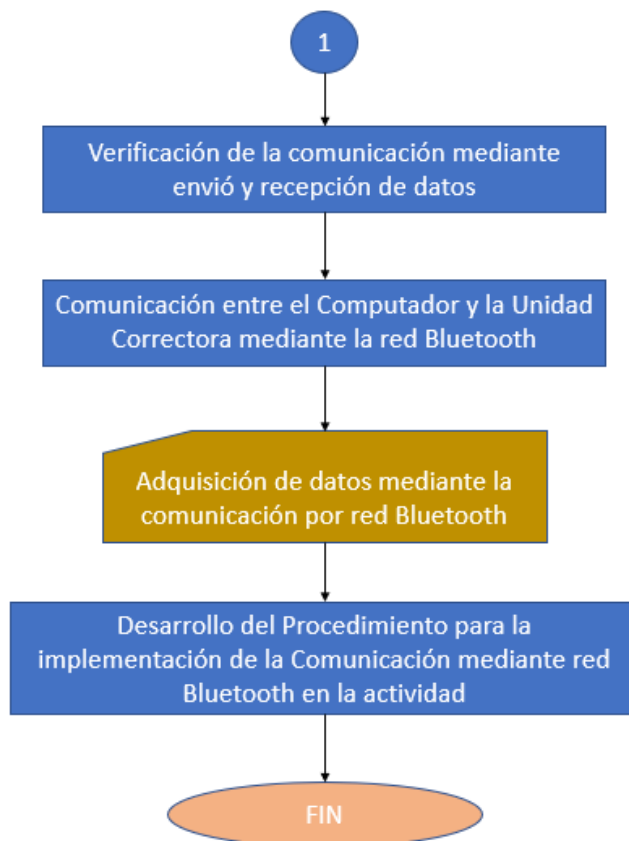 1
Verificación de la comunicación mediante
envió y recepción de datos
Comunicación entre el Computador y la Unidad
Correctora mediante la red Bluetooth
Adquisición de datos mediante la
comunicación por red Bluetooth
Desarrollo del Procedimiento para la
implementación de la Comunicación mediante red
Bluetooth en la actividad
FIN